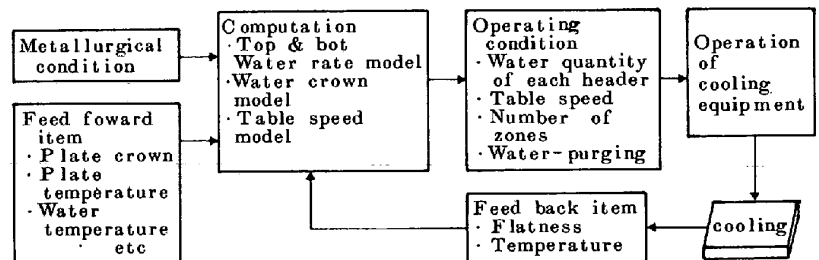 Metallurgical
condition
Feed foward
item
· Plate crown
· Plate
temperature
· Water
temperature
· etc
Computation
· Top & bot
Water rate model
· Water crown
model
· Table speed
model
Operating
condition
· Water quantity
of each header
· Table speed
· Number of
zones
· Water-purging
Operation
of
cooling
equipment
cooling
Feed back item
· Flatness
· Temperature